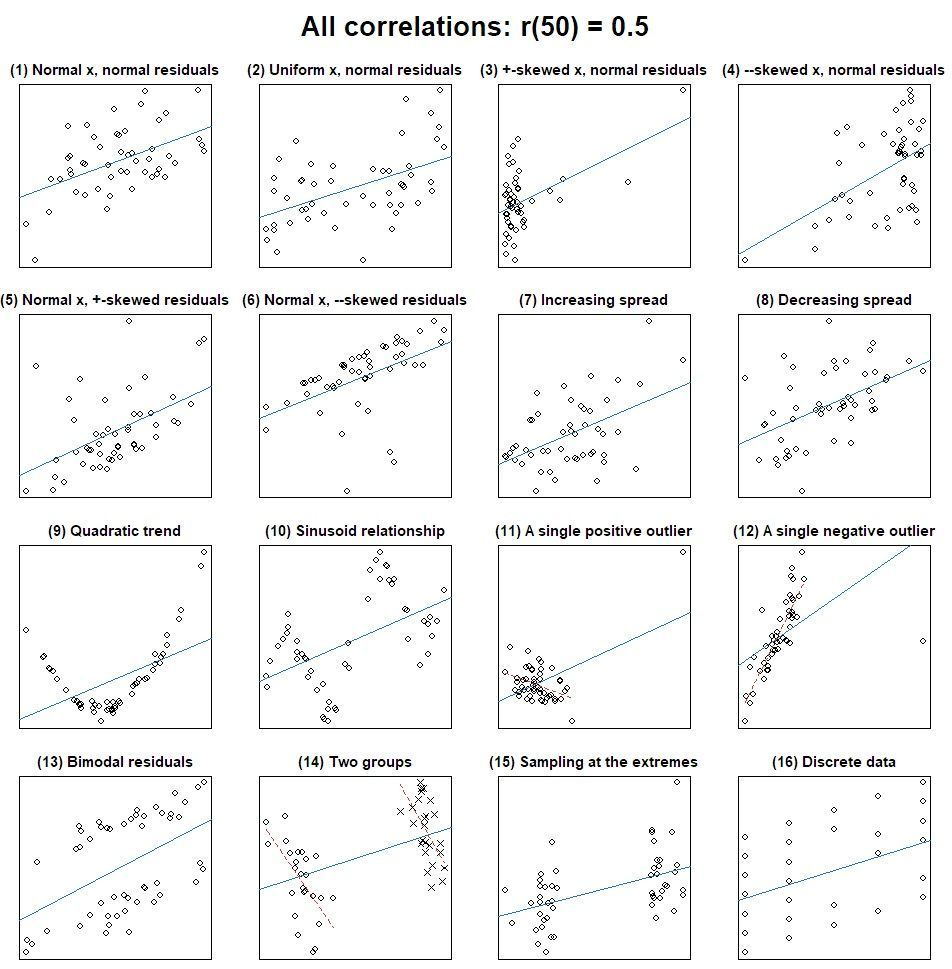 All correlations: r(50) = 0.5
(1) Normal x, normal residuals
(2) Uniform x, normal residuals
(3) +-skewed x, normal residuals
(4) --skewed x, normal residuals
(5) Normal x, +-skewed residuals
(6) Normal x, --skewed residuals
(7) Increasing spread
(8) Decreasing spread
(9) Quadratic trend
(10) Sinusoid relationship
(11) A single positive outlier
(12) A single negative outlier
(13) Bimodal residuals
(14) Two groups
(15) Sampling at the extremes
(16) Discrete data